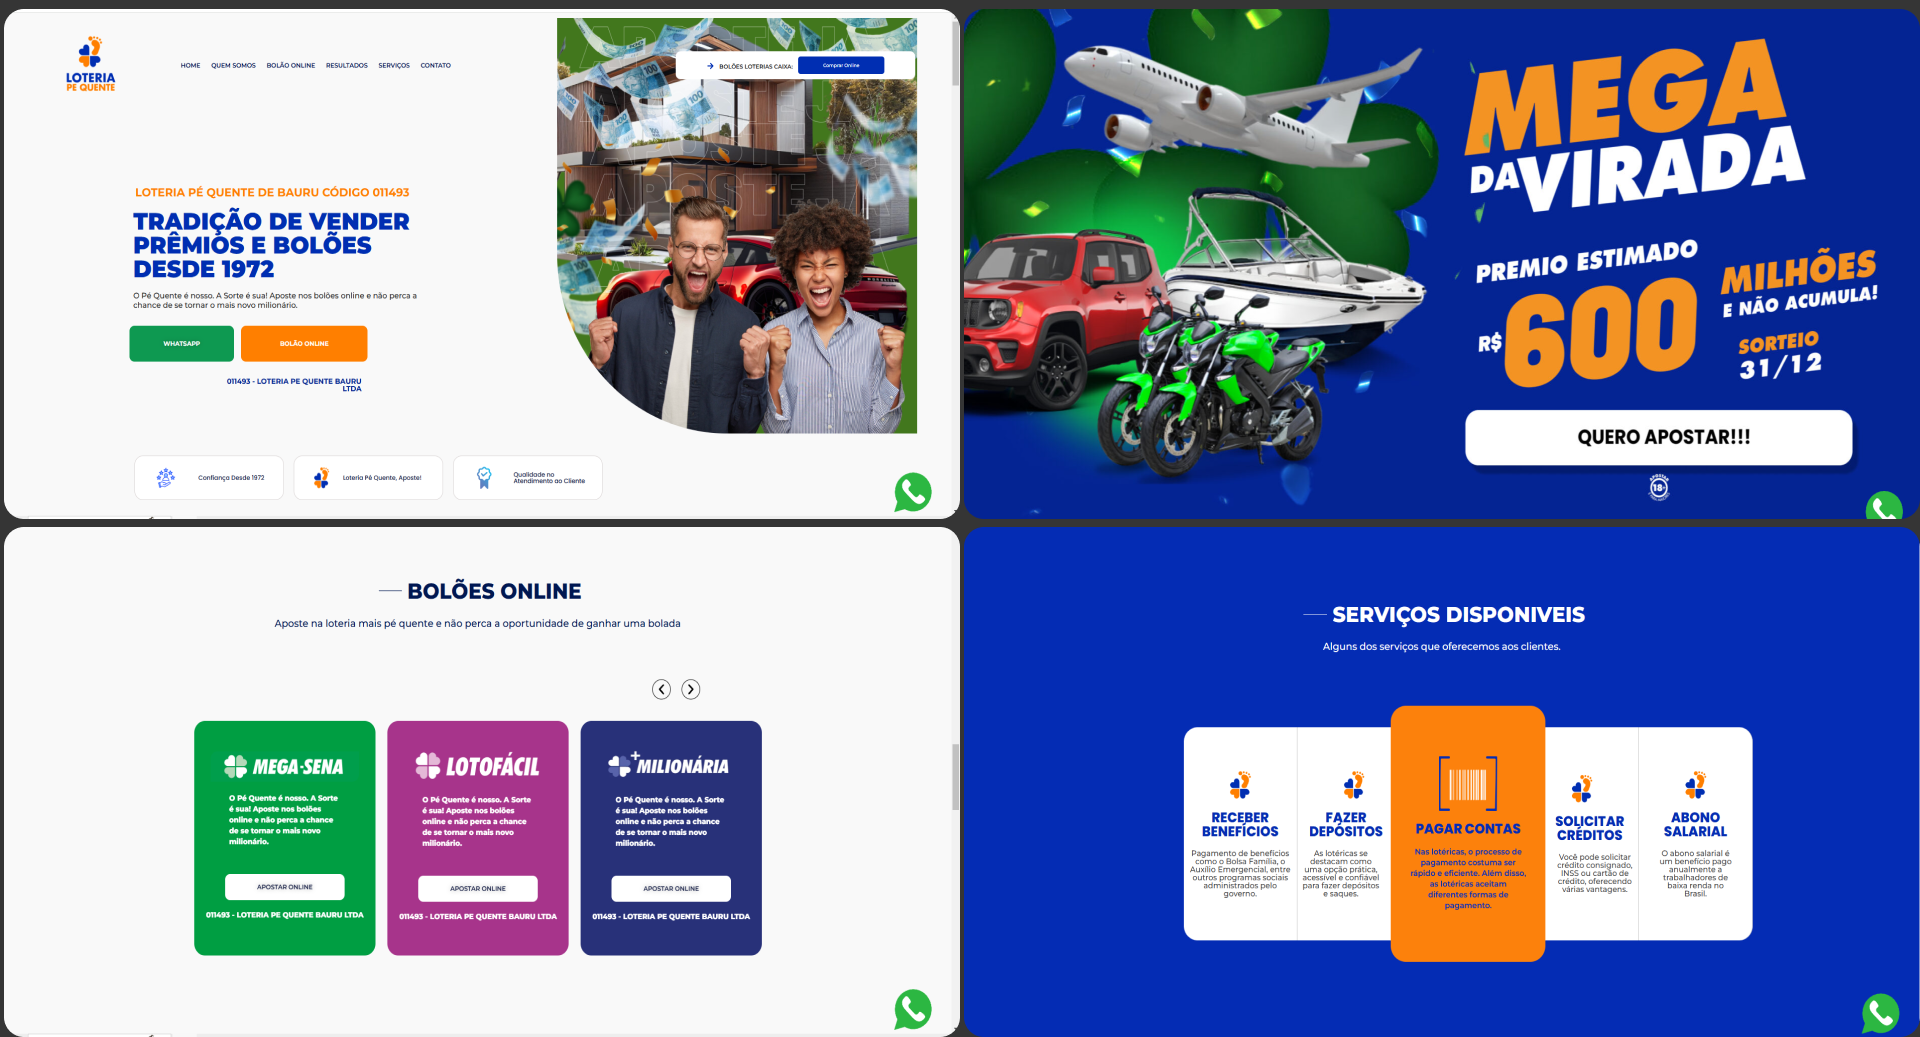 LOTERIA
PE QUENTE
HOME QUEM SOMOS BOLÃO ONLINE RESULTADOS SERVIÇOS CONTATO
BOLÕES LOTERIAS CAIXA:
Comprar Online
APOSTE JA
LOTERIA PÉ QUENTE DE BAURU CÓDIGO 011493
TRADIÇÃO DE VENDER
PRÊMIOS E BOLÕES
DESDE 1972
O Pé Quente é nosso. A Sorte é sua! Aposte nos bolões online e não perca a
chance de se tornar o mais novo milionário.
WHATSAPP
BOLÃO ONLINE
011493 - LOTERIA PE QUENTE BAURU
LTDA
Confiança Desde 1972
Loteria Pé Quente, Aposte!
Qualidade no
Atendimento ao Cliente
MEGA
DA VIRADA
PREMIO ESTIMADO
R$ 600
MILHÕES
E NÃO ACUMULA!
SORTEIO
31/12
QUERO APOSTAR!!!
18+
BOLÕES ONLINE
Aposte na loteria mais pé quente e não perca a oportunidade de ganhar uma bolada
MEGA-SENA
O Pé Quente é nosso. A Sorte
é sua! Aposte nos bolões
online e não perca a chance
de se tornar o mais novo
milionário.
APOSTAR ONLINE
011493 - LOTERIA PE QUENTE BAURU LTDA
LOTOFÁCIL
O Pé Quente é nosso. A Sorte
é sua! Aposte nos bolões
online e não perca a chance
de se tornar o mais novo
milionário.
APOSTAR ONLINE
011493 - LOTERIA PE QUENTE BAURU LTDA
+MILIONÁRIA
O Pé Quente é nosso. A Sorte
é sua! Aposte nos bolões
online e não perca a chance
de se tornar o mais novo
milionário.
APOSTAR ONLINE
011493 - LOTERIA PE QUENTE BAURU LTDA
SERVIÇOS DISPONIVEIS
Alguns dos serviços que oferecemos aos clientes.
RECEBER
BENEFÍCIOS
Pagamento de benefícios
como o Bolsa Família, o
Auxílio Emergencial, entre
outros programas sociais
administrados pelo
governo.
FAZER
DEPÓSITOS
As lotéricas se
destacam como
uma opção prática,
acessível e confiável
para fazer depósitos
e saques.
PAGAR CONTAS
Nas lotéricas, o processo de
pagamento costuma ser
rápido e eficiente. Além disso,
as lotéricas aceitam
diferentes formas de
pagamento.
SOLICITAR
CRÉDITOS
Você pode solicitar
crédito consignado,
INSS ou cartão de
crédito, oferecendo
várias vantagens.
ABONO
SALARIAL
O abono salarial é
um benefício pago
anualmente a
trabalhadores de
baixa renda no
Brasil.